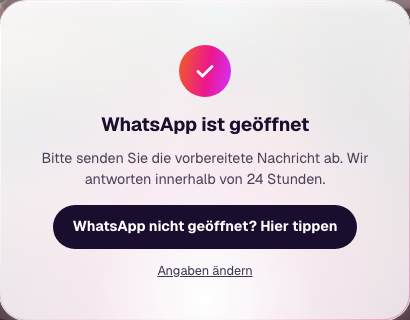 WhatsApp ist geöffnet
Bitte senden Sie die vorbereitete Nachricht ab. Wir
antworten innerhalb von 24 Stunden.
WhatsApp nicht geöffnet? Hier tippen
Angaben ändern